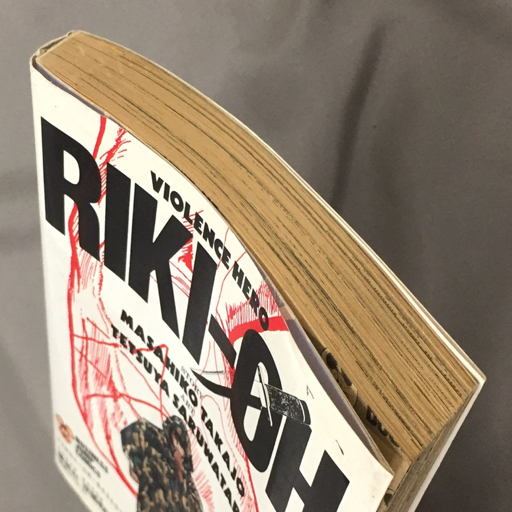 VIOLENCE HERO
RIKI-OH
MASAHIKO TAKAJO
TETSUYA SARUWATARI